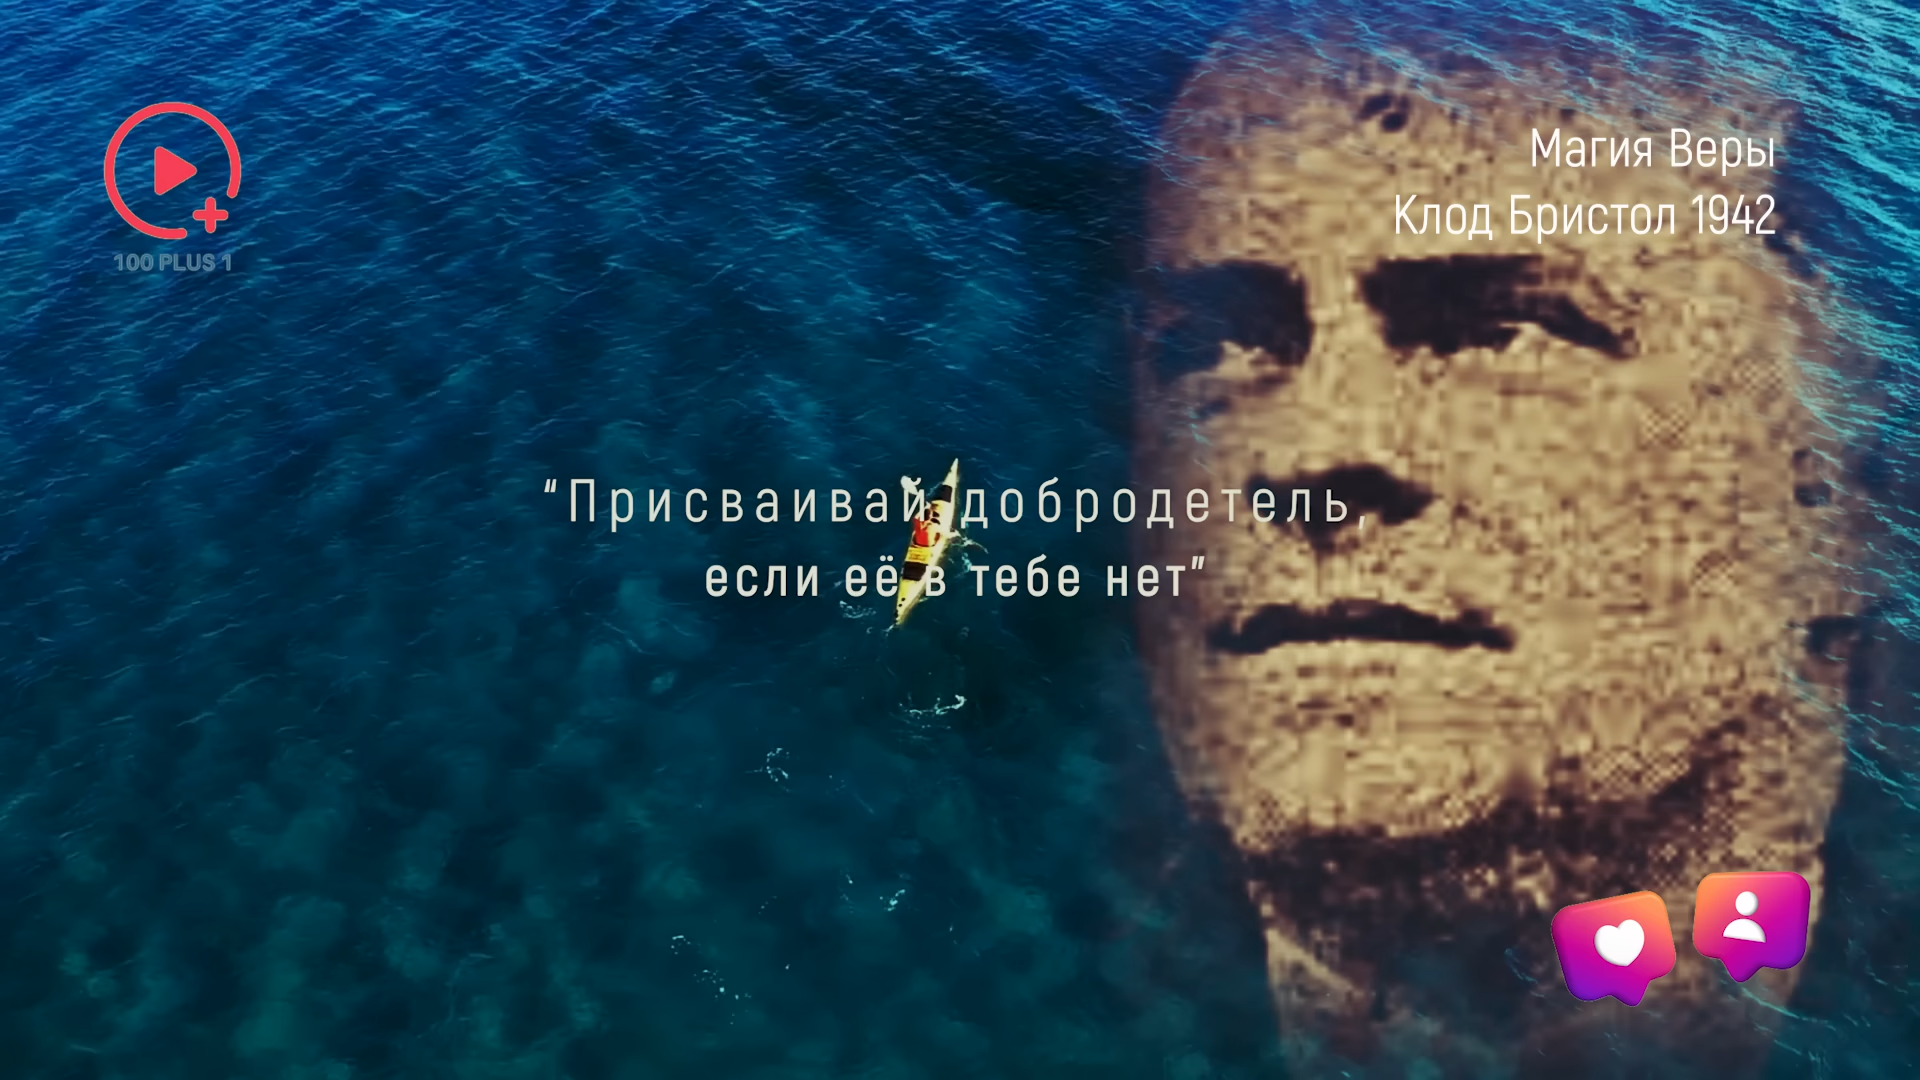 Магия Веры
Клод Бристол 1942
100 PLUS 1
“Присваивай добродетель,
если её в тебе нет”